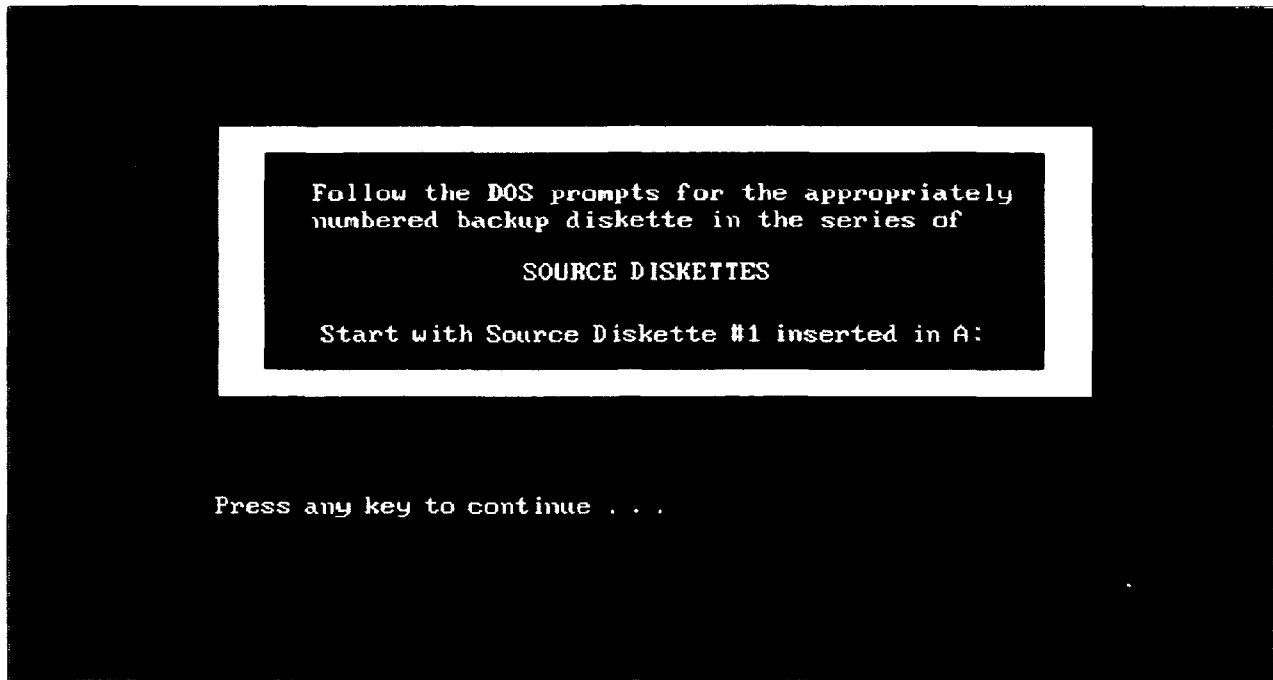 Follow the DOS prompts for the appropriately
numbered backup diskette in the series of
SOURCE DISKETTES
Start with Source Diskette #1 inserted in A:
Press any key to continue . . .